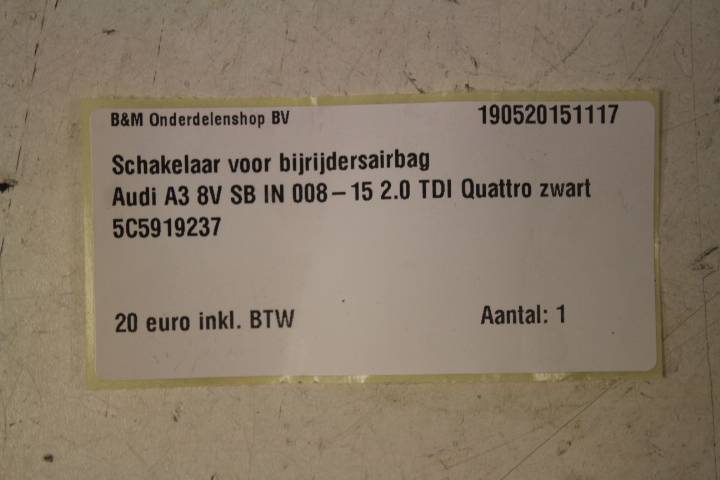 B&M Onderdelenshop BV 190520151117
Schakelaar voor bijrijdersairbag
Audi A3 8V SB IN 008-15 2.0 TDI Quattro zwart
5C5919237
20 euro inkl. BTW Aantal: 1